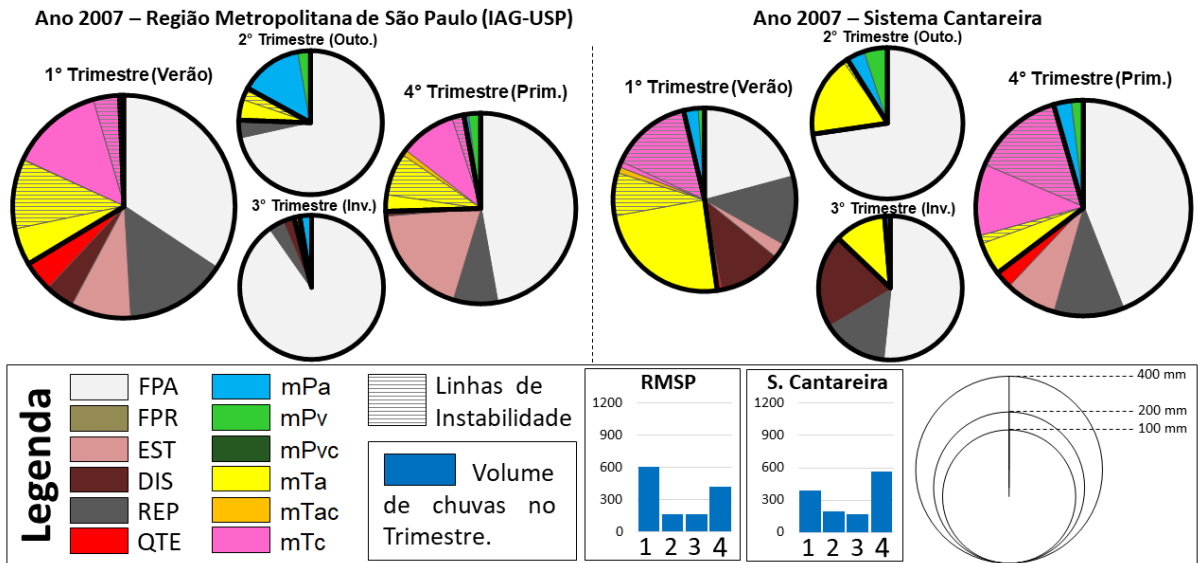 Ano 2007 – Região Metropolitana de São Paulo (IAG-USP)
2° Trimestre (Outo.)
1° Trimestre (Verão)
4° Trimestre (Prim.)
3° Trimestre (Inv.)
Ano 2007 – Sistema Cantareira
2° Trimestre (Outo.)
1° Trimestre (Verão)
4° Trimestre (Prim.)
3° Trimestre (Inv.)
Legenda
FPA
FPR
EST
DIS
REP
QTE
mPa
mPv
mPvc
mTa
mTac
mTc
Linhas de
Instabilidade
Volume
de chuvas no
Trimestre.
RMSP
1200
900
600
300
0
1 2 3 4
S. Cantareira
1200
900
600
300
0
1 2 3 4
400 mm
200 mm
100 mm